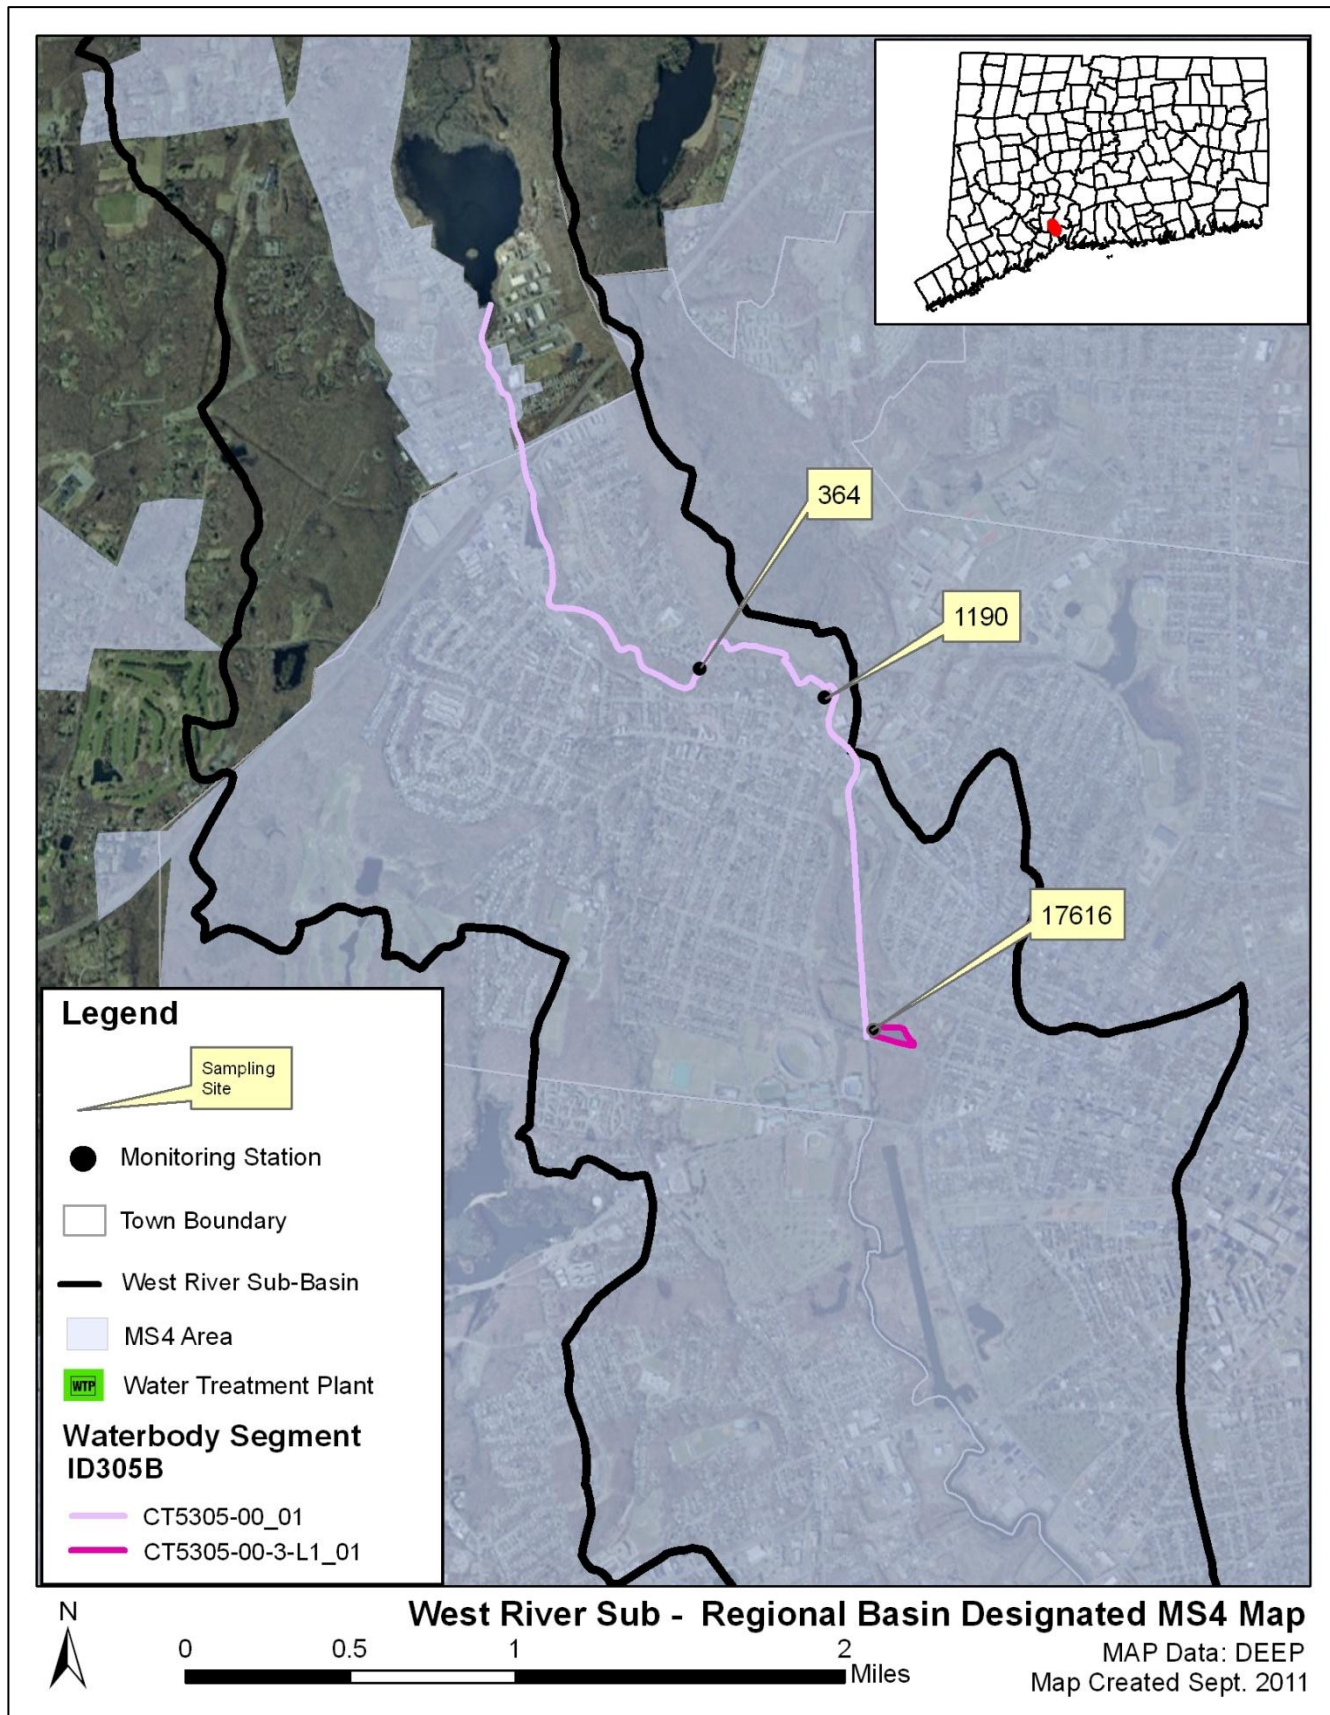 364
1190
17616
Legend
Sampling
Site
Monitoring Station
Town Boundary
West River Sub-Basin
MS4 Area
WTP
Water Treatment Plant
Waterbody Segment
ID305B
CT5305-00_01
CT5305-00-3-L1_01
N
West River Sub - Regional Basin Designated MS4 Map
0 0.5 1 2
Miles
MAP Data: DEEP
Map Created Sept. 2011